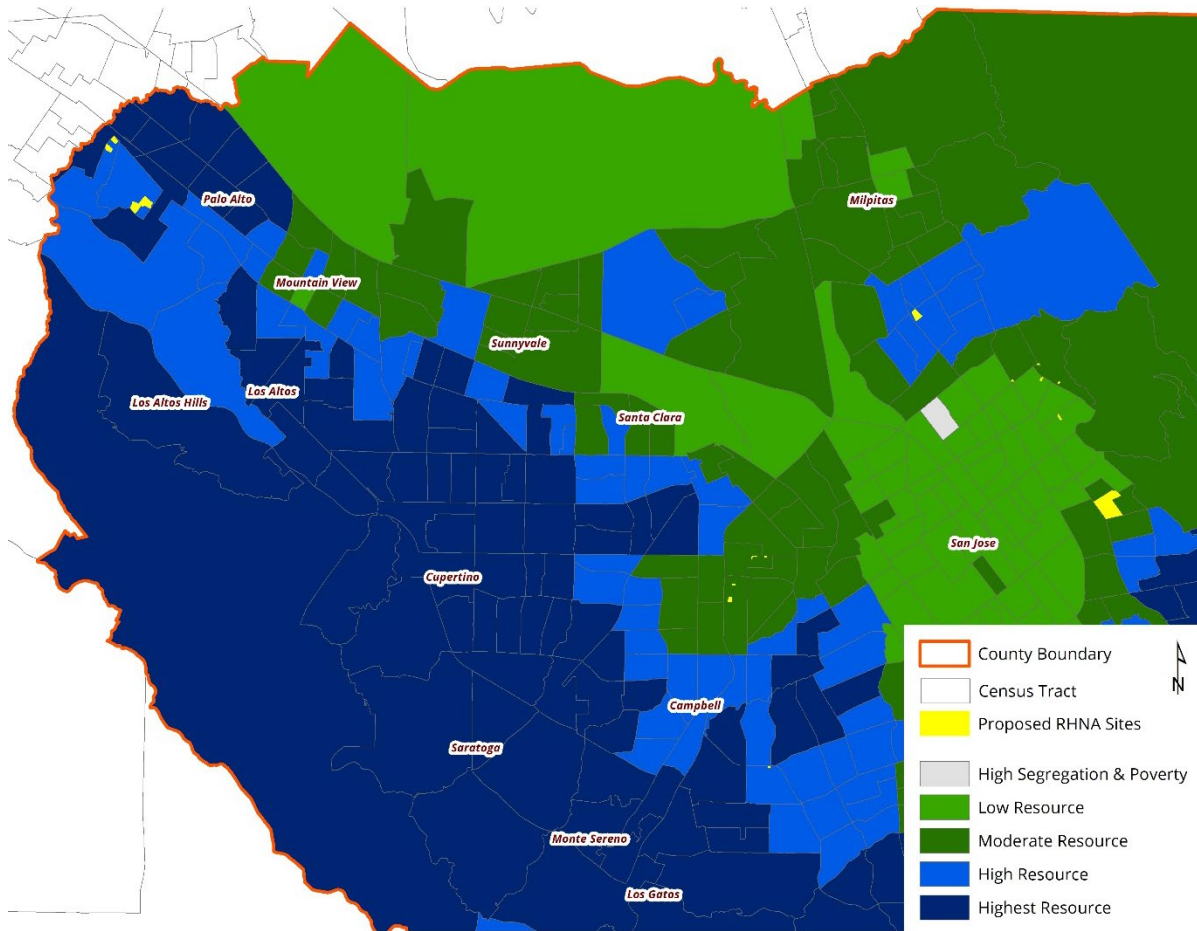 Palo Alto
Milpitas
Mountain View
Sunnyvale
Los Altos
Los Altos Hills
Santa Clara
San Jose
Cupertino
Campbell
Saratoga
Monte Sereno
Los Gatos
County Boundary
Census Tract
Proposed RHNA Sites
High Segregation & Poverty
Low Resource
Moderate Resource
High Resource
Highest Resource
N